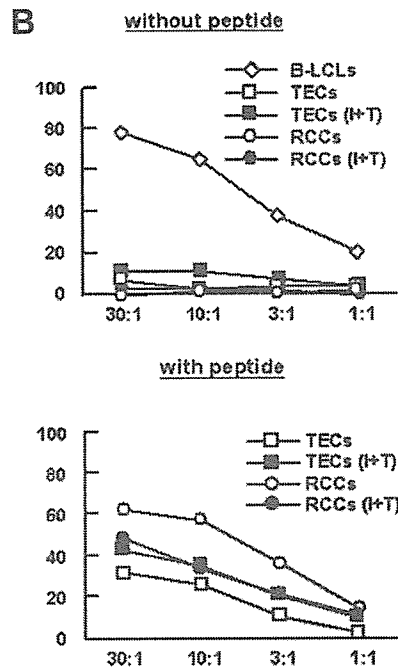 B
without peptide
100
80
60
40
20
0
B-LCLs
TECs
TECs (I+T)
RCCs
RCCs (I+T)
30:1 10:1 3:1 1:1
with peptide
100
80
60
40
20
0
TECs
TECs (I+T)
RCCs
RCCs (I+T)
30:1 10:1 3:1 1:1